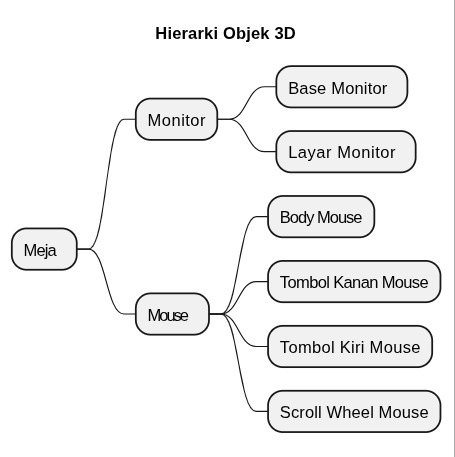 Hierarki Objek 3D
Meja
Monitor
Base Monitor
Layar Monitor
Mouse
Body Mouse
Tombol Kanan Mouse
Tombol Kiri Mouse
Scroll Wheel Mouse